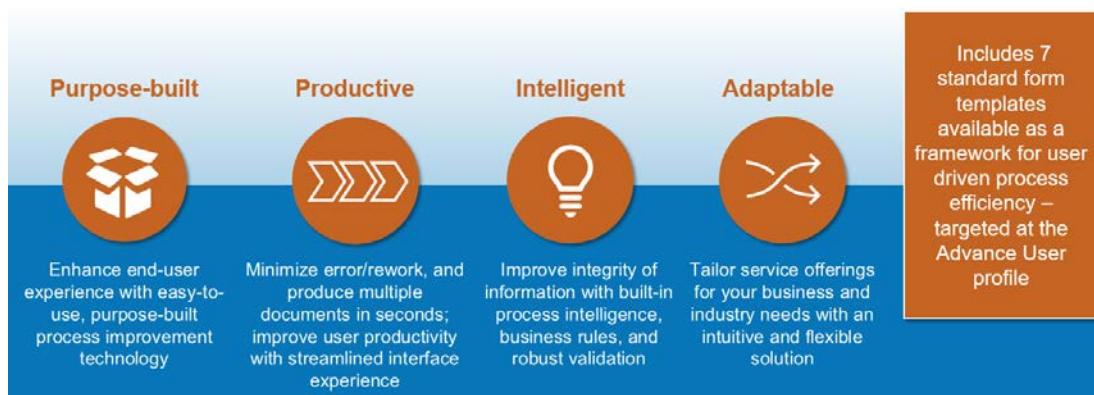 Purpose-built
Enhance end-user
experience with easy-to-
use, purpose-built
process improvement
technology
Productive
Minimize error/rework, and
produce multiple
documents in seconds;
improve user productivity
with streamlined interface
experience
Intelligent
Improve integrity of
information with built-in
process intelligence,
business rules, and
robust validation
Adaptable
Tailor service offerings
for your business and
industry needs with an
intuitive and flexible
solution
Includes 7
standard form
templates
available as a
framework for user
driven process
efficiency –
targeted at the
Advance User
profile